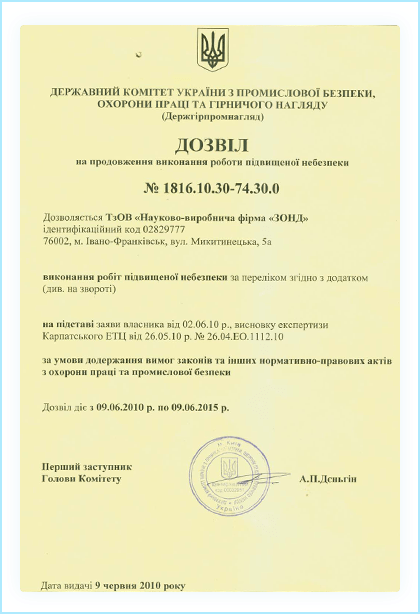 ДЕРЖАВНИЙ КОМІТЕТ УКРАЇНИ З ПРОМИСЛОВОЇ БЕЗПЕКИ,
ОХОРОНИ ПРАЦІ ТА ГІРНИЧОГО НАГЛЯДУ
(Держгірпромнагляд)
ДОЗВІЛ
на продовження виконання роботи підвищеної небезпеки
№ 1816.10.30-74.30.0
Дозволяється ТзОВ «Науково-виробнича фірма «ЗОНД»
ідентифікаційний код 02829777
76002, м. Івано-Франківськ, вул. Микитинецька, 5а
виконання робіт підвищеної небезпеки за переліком згідно з додатком
(див. на звороті)
на підставі заяви власника від 02.06.10 р., висновку експертизи
Карпатського ЕТЦ від 26.05.10 р. № 26.04.ЕО.1112.10
за умови додержання вимог законів та інших нормативно-правових актів
з охорони праці та промислової безпеки
Дозвіл діє з 09.06.2010 р. по 09.06.2015 р.
Перший заступник
Голови Комітету
А.П.Дєньгін
м. Київ
Україна
Дата видачі 9 червня 2010 року